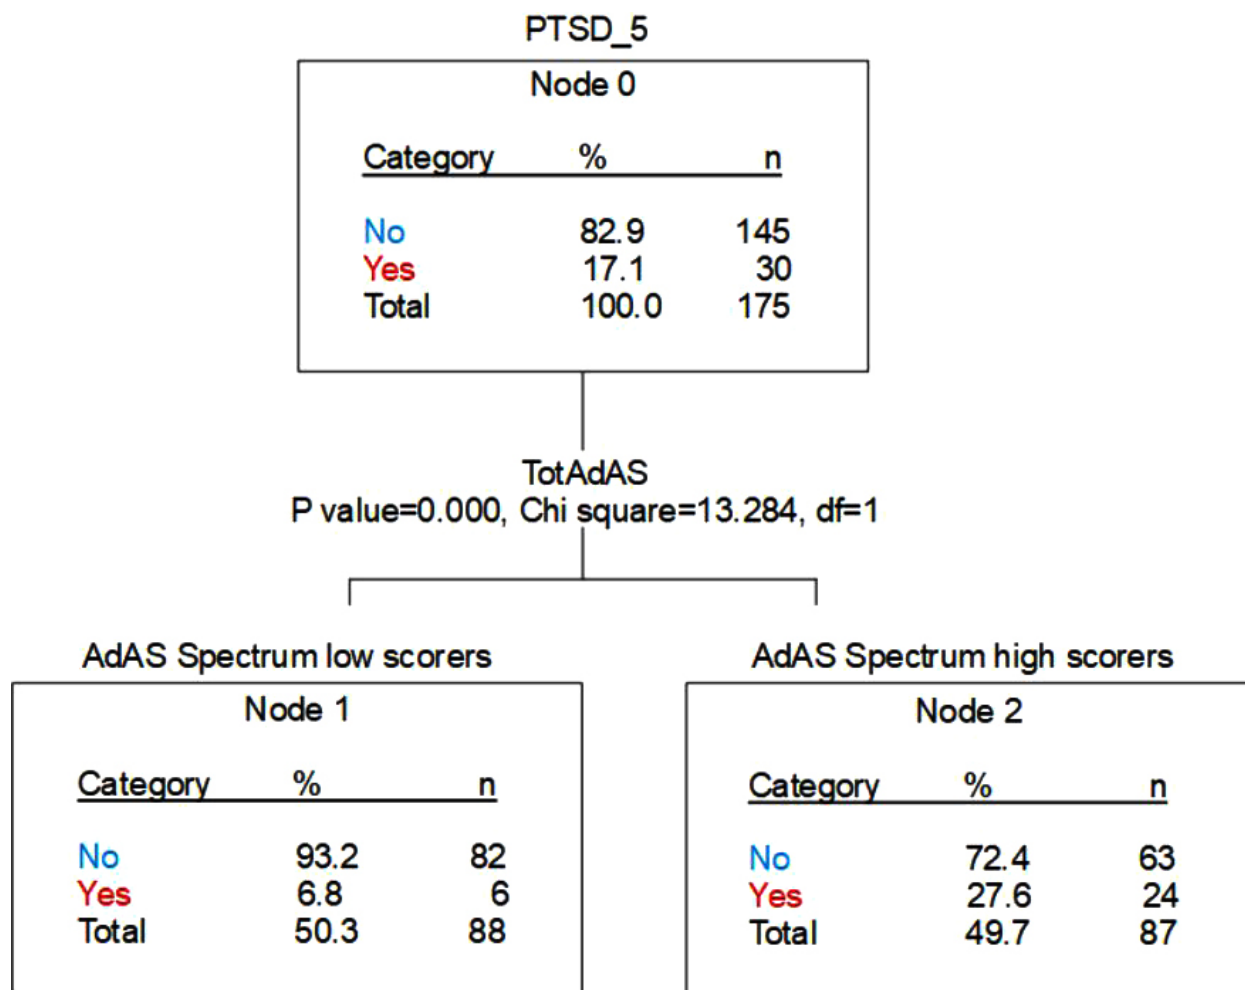 PTSD_5
Node 0
Category % n
No 82.9 145
Yes 17.1 30
Total 100.0 175
TotAdAS
P value=0.000, Chi square=13.284, df=1
AdAS Spectrum low scorers
Node 1
Category % n
No 93.2 82
Yes 6.8 6
Total 50.3 88
AdAS Spectrum high scorers
Node 2
Category % n
No 72.4 63
Yes 27.6 24
Total 49.7 87